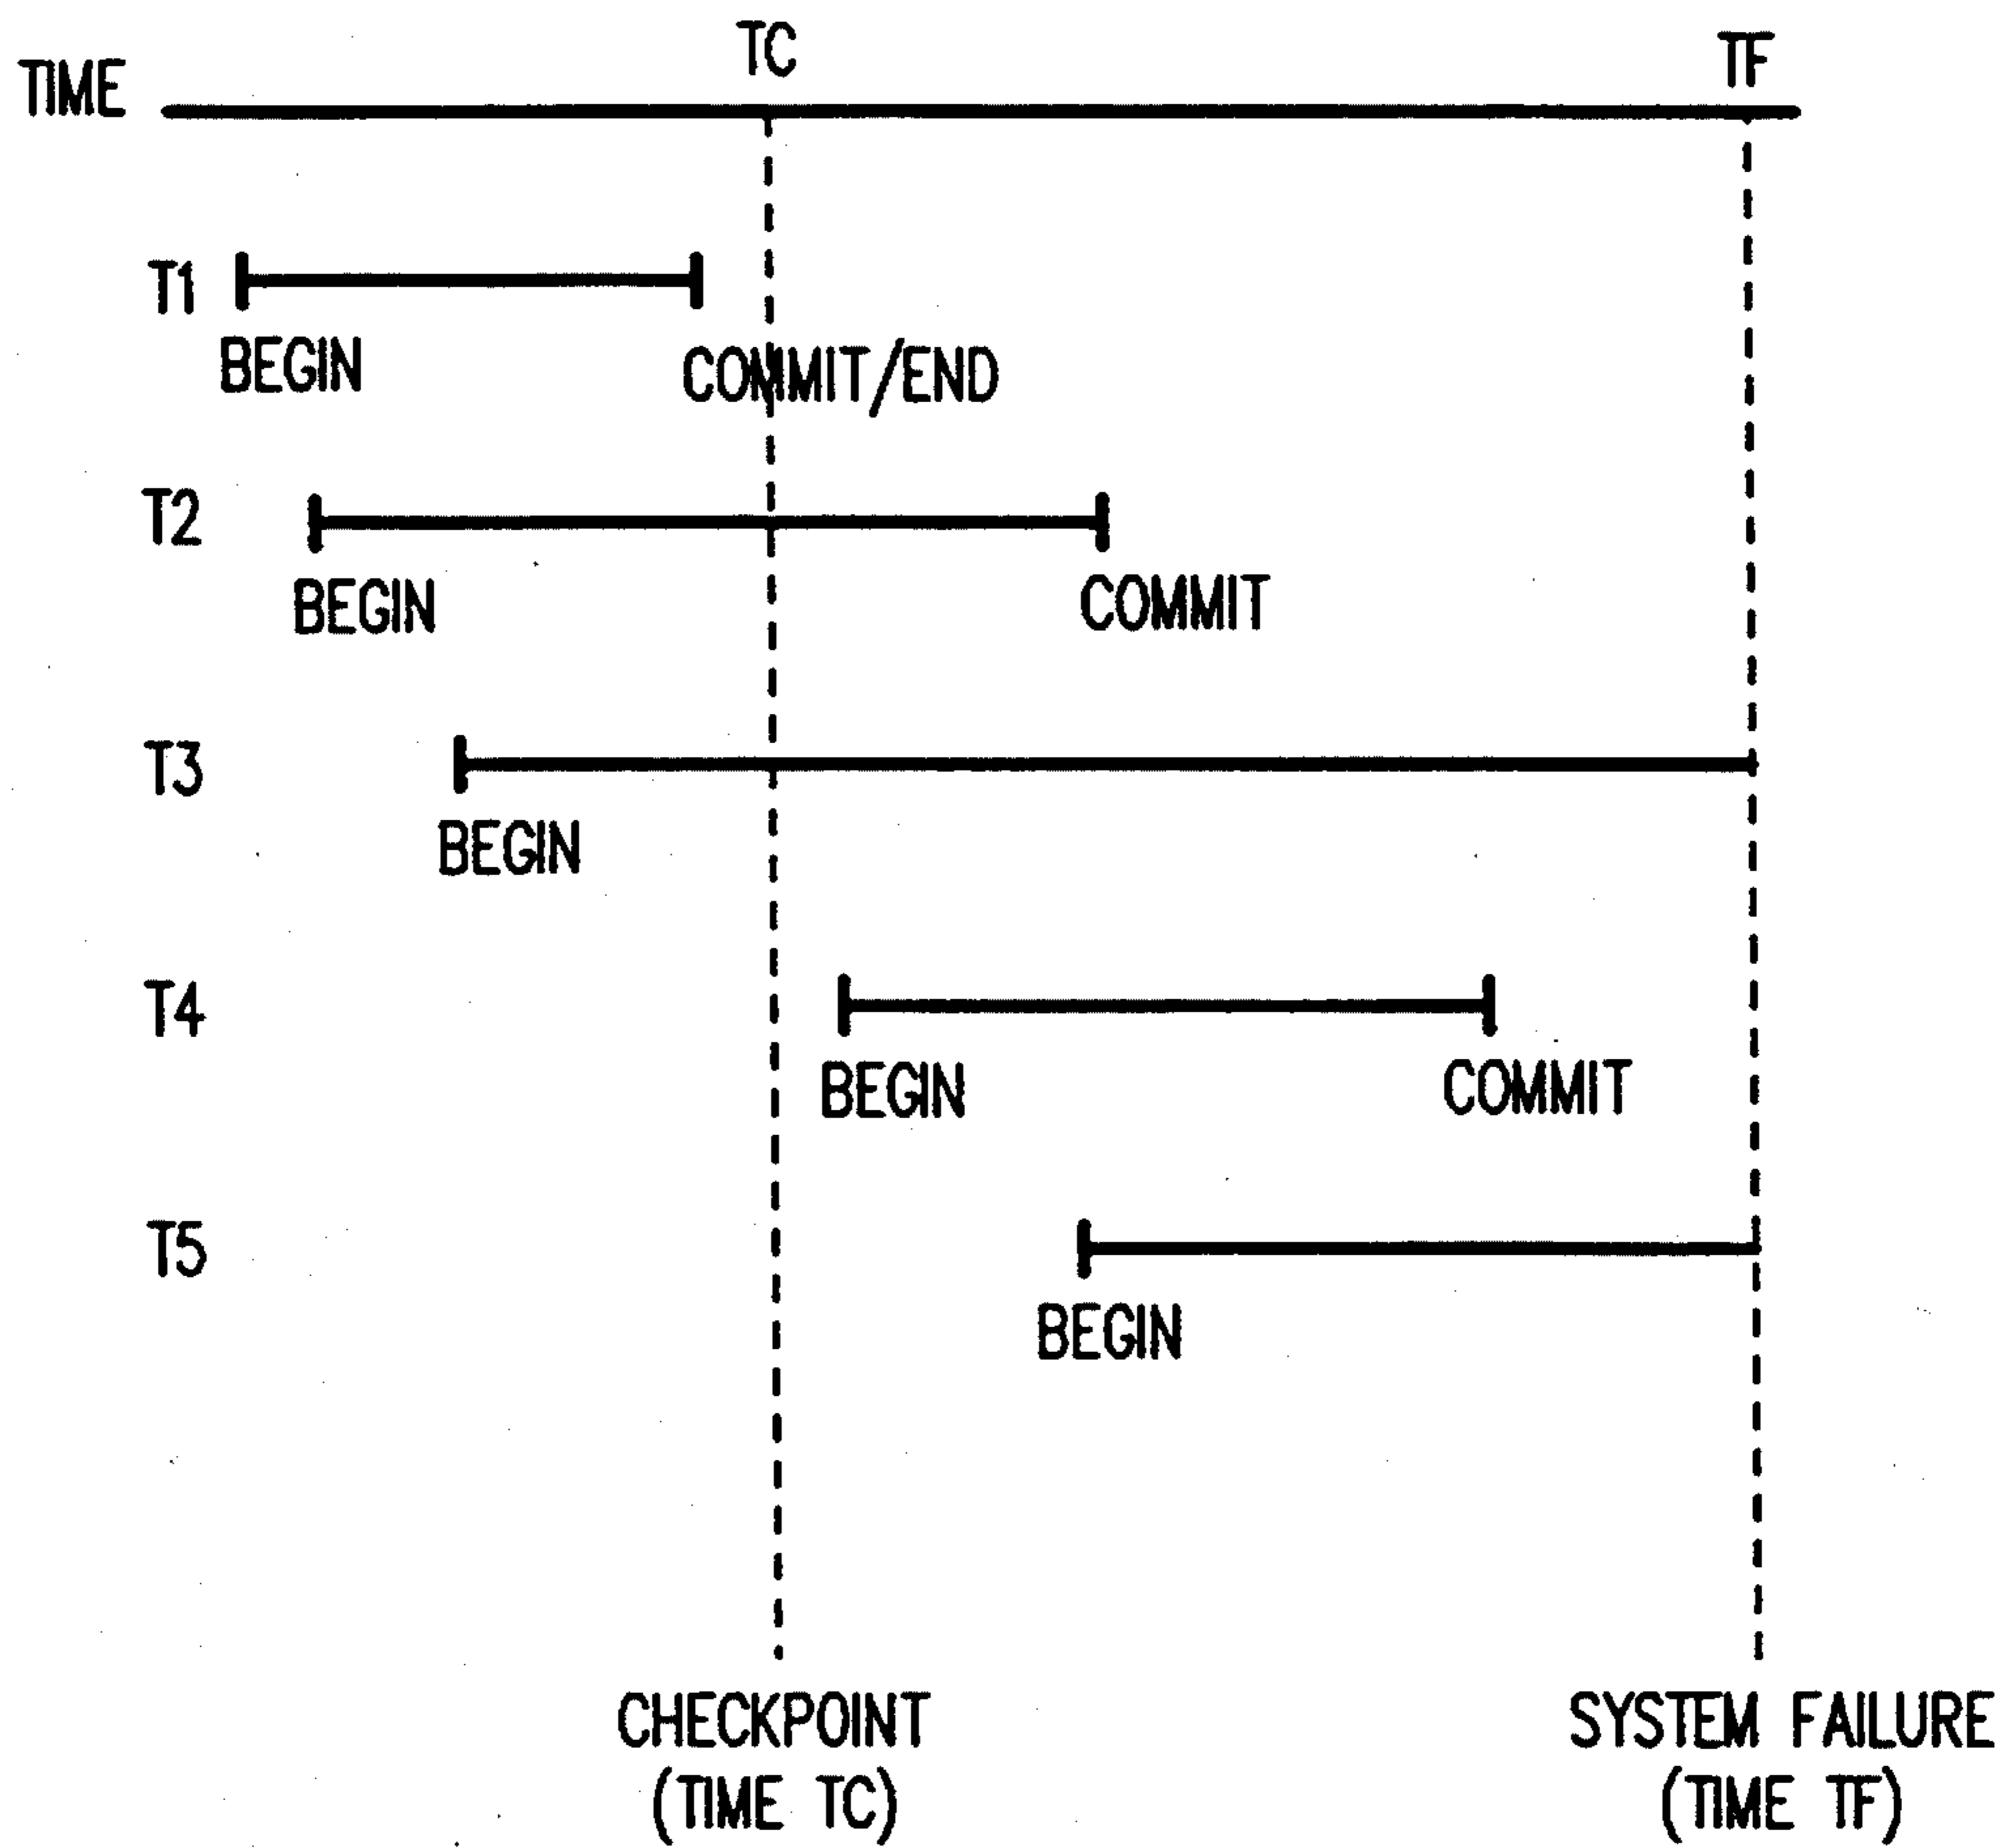 TC
TF
TIME
T1
BEGIN
COMMIT/END
T2
BEGIN
COMMIT
T3
BEGIN
T4
BEGIN
COMMIT
T5
BEGIN
CHECKPOINT
(TIME TC)
SYSTEM FAILURE
(TIME TF)